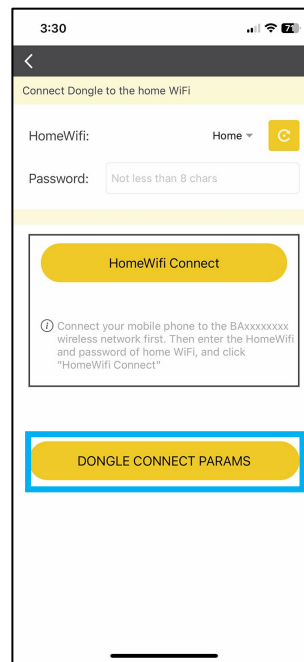 3:30
71
Connect Dongle to the home WiFi
HomeWifi:
Home
Password:
Not less than 8 chars
HomeWifi Connect
Connect your mobile phone to the BAxxxxxxxx
wireless network first. Then enter the HomeWifi
and password of home WiFi, and click
"HomeWifi Connect"
DONGLE CONNECT PARAMS